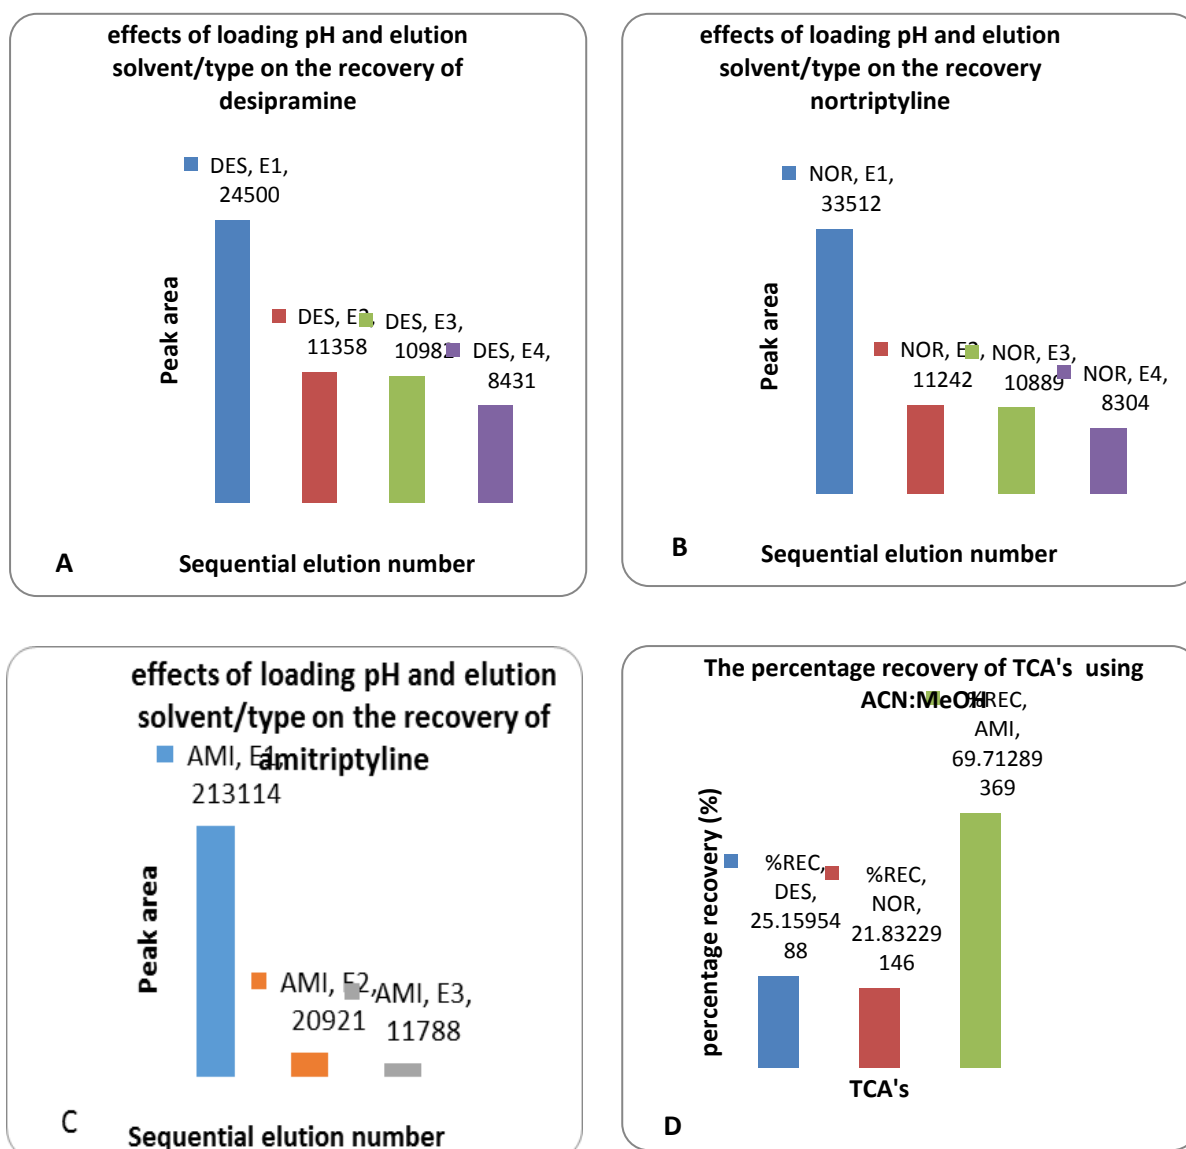 effects of loading pH and elution
solvent/type on the recovery of
desipramine
DES, E1,
24500
DES, E2,
11358
DES, E3,
10982
DES, E4,
8431
Peak area
A
Sequential elution number
effects of loading pH and elution
solvent/type on the recovery
nortriptyline
NOR, E1,
33512
NOR, E2,
11242
NOR, E3,
10889
NOR, E4,
8304
Peak area
B
Sequential elution number
effects of loading pH and elution
solvent/type on the recovery of
amitriptyline
AMI, E1,
213114
AMI, E2,
20921
AMI, E3,
11788
Peak area
C
Sequential elution number
The percentage recovery of TCA's using
ACN:MeOH
%REC,
AMI,
69.71289
369
%REC,
DES,
25.15954
88
%REC,
NOR,
21.83229
146
percentage recovery (%)
TCA's
D